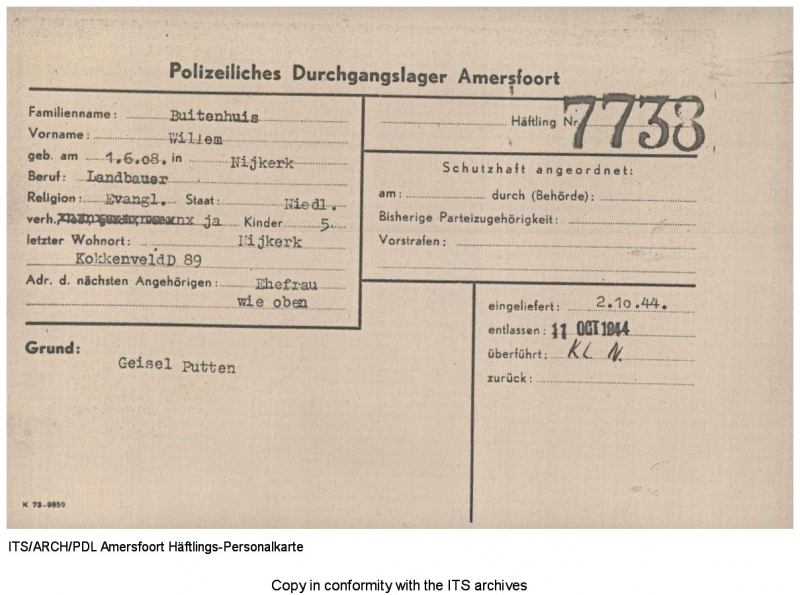 Polizeiliches Durchgangslager Amersfoort
Familienname: Buitenhuis
Vorname: Willem
geb. am 1.6.08. in Nijkerk
Beruf: Landbauer
Religion: Evangl. Staat: Niedl.
verh., ja Kinder 5.
letzter Wohnort: Nijkerk
KokkenveldD 89
Adr. d. nächsten Angehörigen: Ehefrau
wie oben
Häftling Nr. 7738
Schutzhaft angeordnet:
am: durch (Behörde):
Bisherige Parteizugehörigkeit:
Vorstrafen:
Grund:
Geisel Putten
eingeliefert: 2.10.44.
entlassen: 11 OCT 1944
überführt: KL N.
zurück:
K 73-9859
ITS/ARCH/PDL Amersfoort Häftlings-Personalkarte
Copy in conformity with the ITS archives